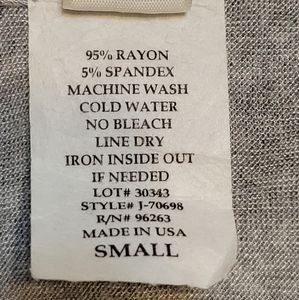 95% RAYON
5% SPANDEX
MACHINE WASH
COLD WATER
NO BLEACH
LINE DRY
IRON INSIDE OUT
IF NEEDED
LOT# 30343
STYLE# J-70698
R/N# 96263
MADE IN USA
SMALL